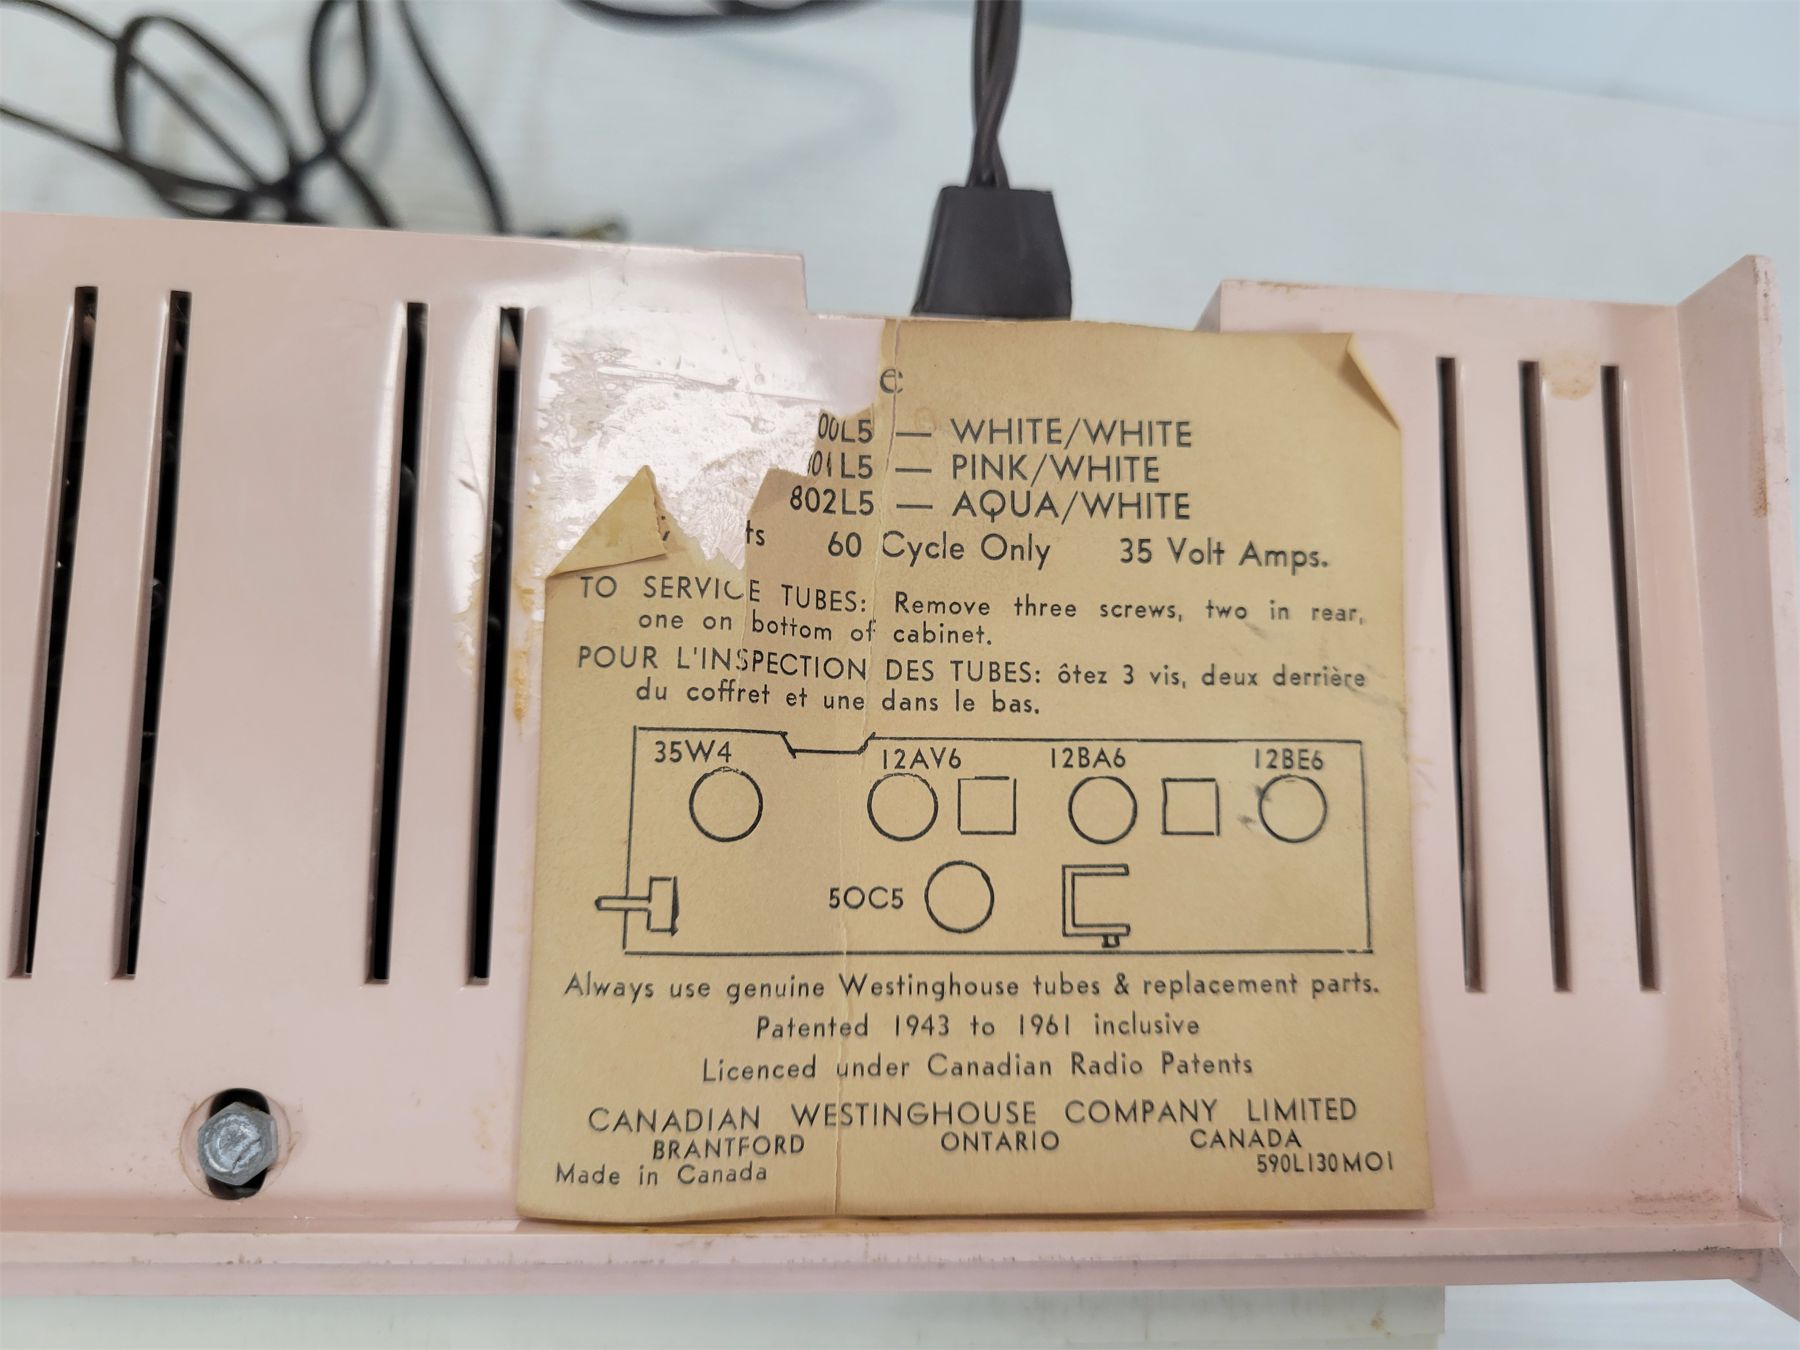 e
00L5 — WHITE/WHITE
01L5 — PINK/WHITE
802L5 — AQUA/WHITE
ts 60 Cycle Only 35 Volt Amps.
TO SERVICE TUBES: Remove three screws, two in rear,
one on bottom of cabinet.
POUR L'INSPECTION DES TUBES: ôtez 3 vis, deux derrière
du coffret et une dans le bas.
35W4 12AV6 12BA6 12BE6
50C5
Always use genuine Westinghouse tubes & replacement parts.
Patented 1943 to 1961 inclusive
Licenced under Canadian Radio Patents
CANADIAN WESTINGHOUSE COMPANY LIMITED
BRANTFORD ONTARIO CANADA
Made in Canada 590L130M01